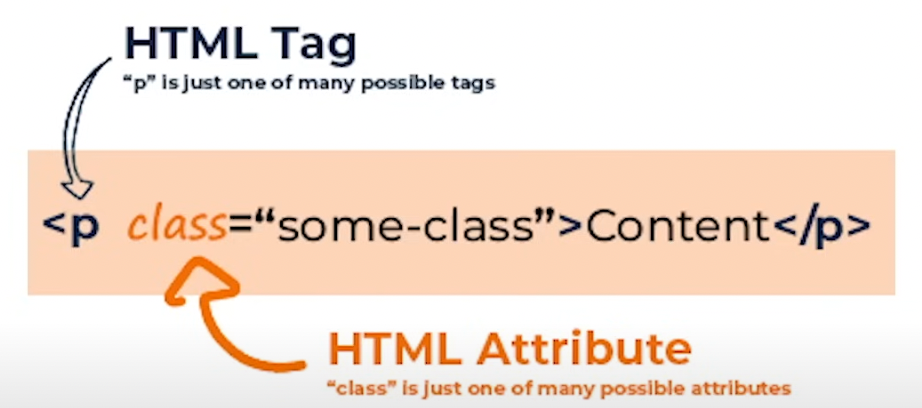 HTML Tag
“p” is just one of many possible tags
<p class=“some-class”>Content</p>
HTML Attribute
“class” is just one of many possible attributes